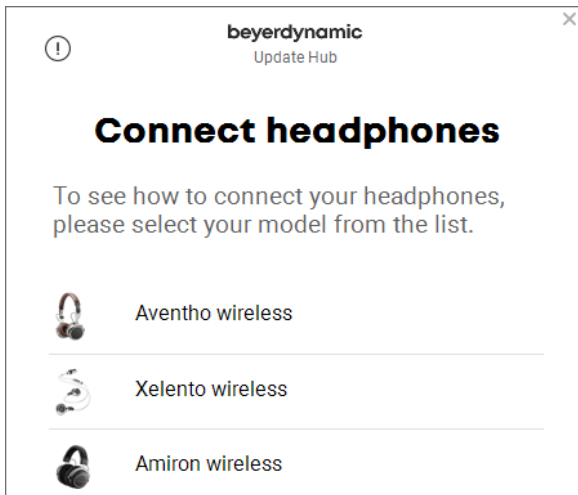 beyerdynamic
Update Hub
Connect headphones
To see how to connect your headphones,
please select your model from the list.
Aventho wireless
Xelento wireless
Amiron wireless